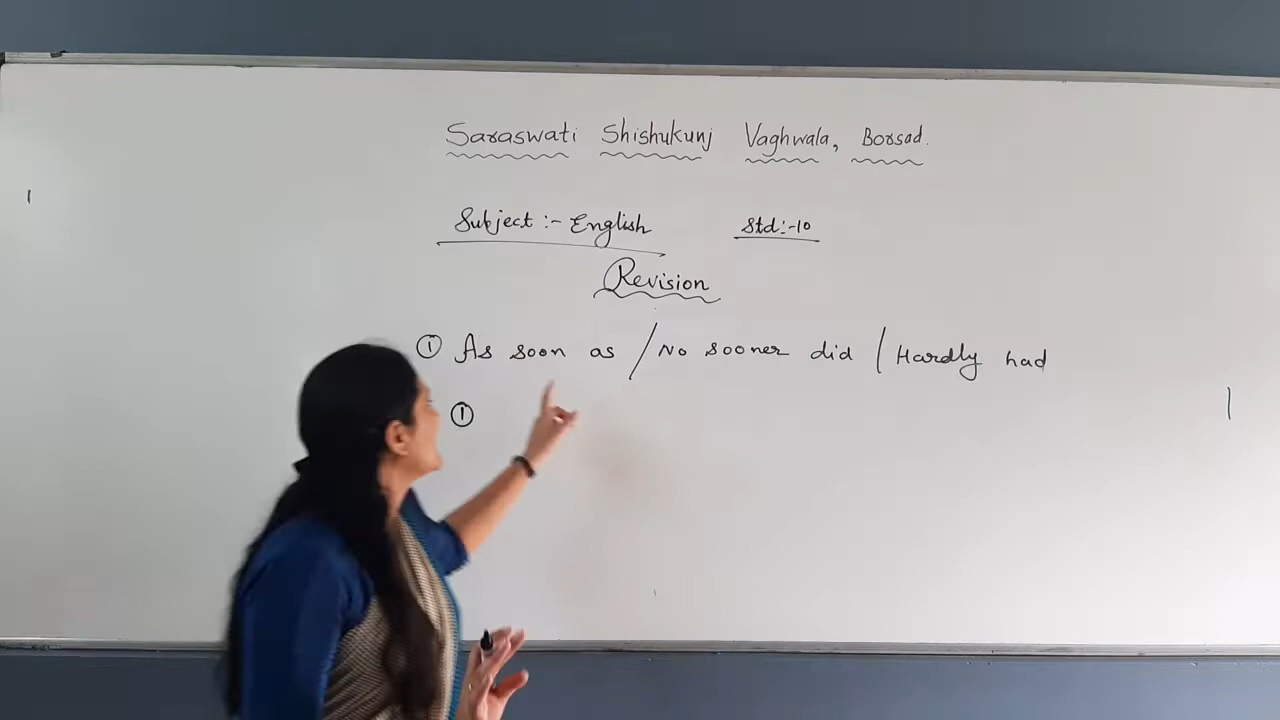 Saraswati Shishukunj Vaghwala, Borsad.
Subject :- English Std :- 10
Revision
① As soon as / No sooner did / Hardly had
①